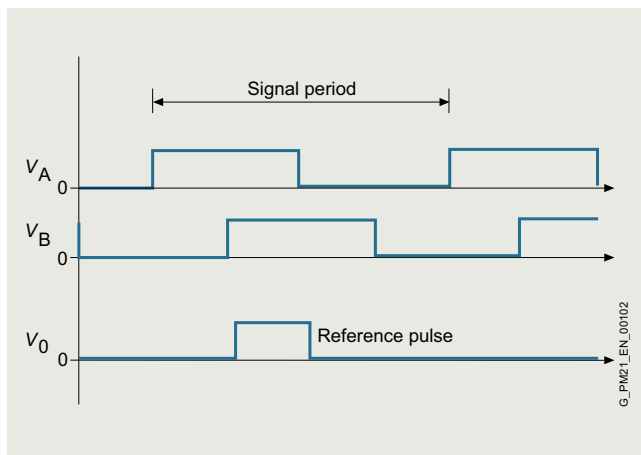 Signal period
VA 0
VB 0
V0 0
Reference pulse
G_PM21_EN_00102